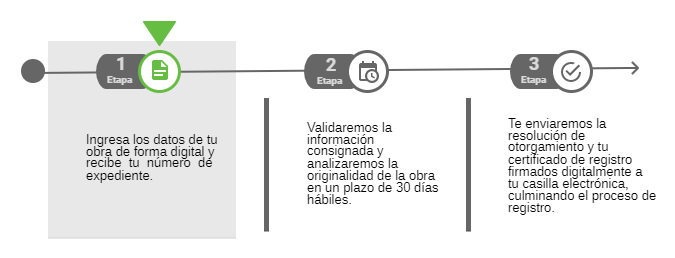 1
Etapa
Ingresa los datos de tu
obra de forma digital y
recibe tu número de
expediente.
2
Etapa
Validaremos la
información
consignada y
analizaremos la
originalidad de la obra
en un plazo de 30 días
hábiles.
3
Etapa
Te enviaremos la
resolución de
otorgamiento y tu
certificado de registro
firmados digitalmente a
tu casilla electrónica,
culminando el proceso de
registro.